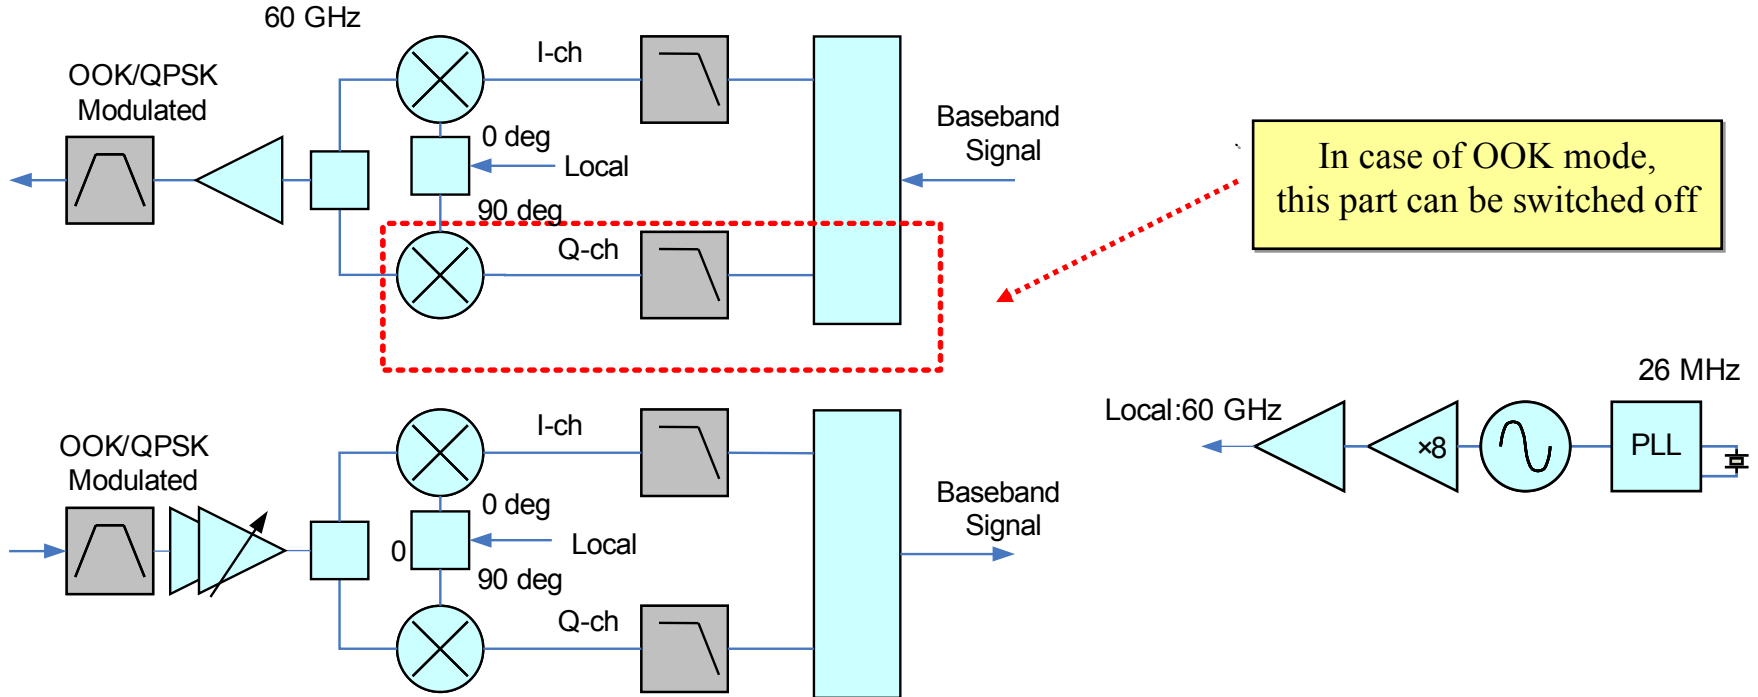 60 GHz
OOK/QPSK
Modulated
I-ch
0 deg
Local
90 deg
Q-ch
Baseband
Signal
In case of OOK mode,
this part can be switched off
26 MHz
Local:60 GHz
×8
PLL
OOK/QPSK
Modulated
I-ch
0 deg
0
Local
90 deg
Q-ch
Baseband
Signal